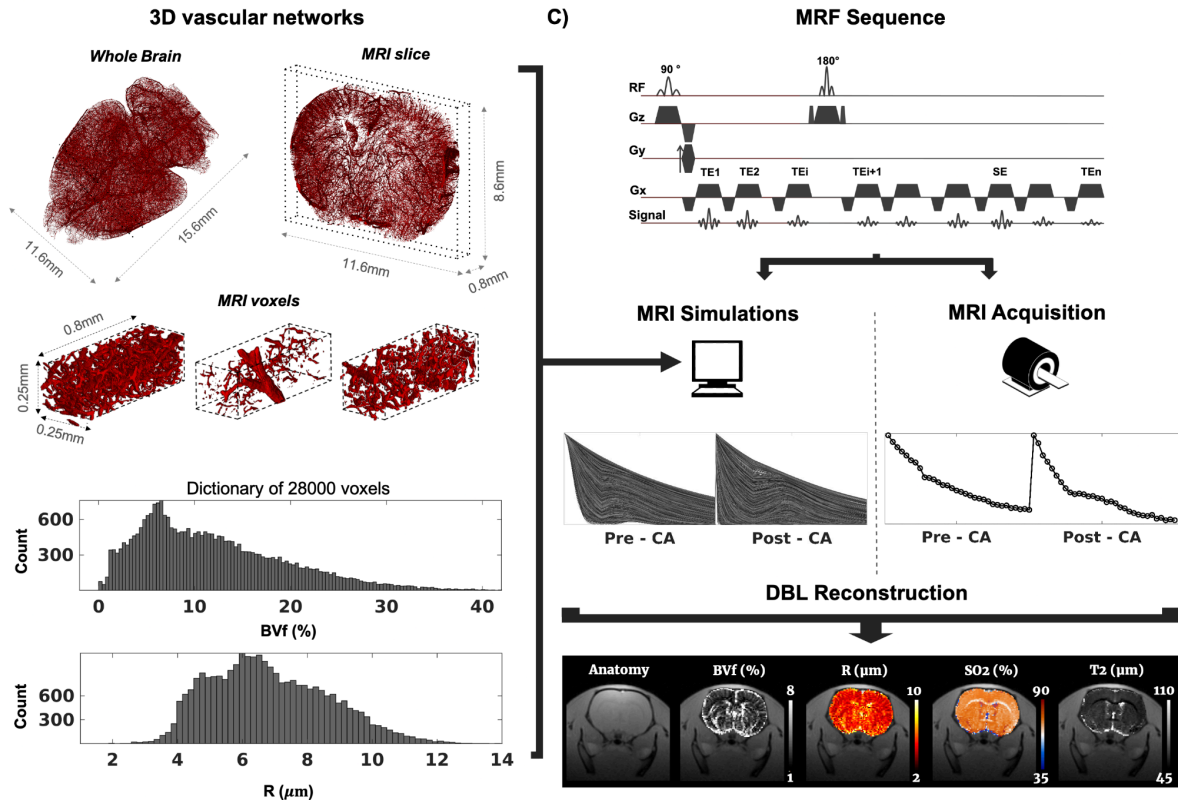 3D vascular networks
Whole Brain
MRI slice
11.6mm
15.6mm
8.6mm
11.6mm
0.8mm
MRI voxels
0.8mm
0.25mm
0.25mm
Dictionary of 28000 voxels
Count
600
300
0
10
20
30
40
BVf (%)
Count
600
300
2
4
6
8
10
12
14
R (μm)
C)
MRF Sequence
90 °
180°
RF
Gz
Gy
TE1
TE2
TEi
TEi+1
SE
TEn
Gx
Signal
MRI Simulations
MRI Acquisition
Pre - CA
Post - CA
Pre - CA
Post - CA
DBL Reconstruction
Anatomy
BVf (%)
8
1
R (μm)
10
2
SO2 (%)
90
35
T2 (μm)
110
45